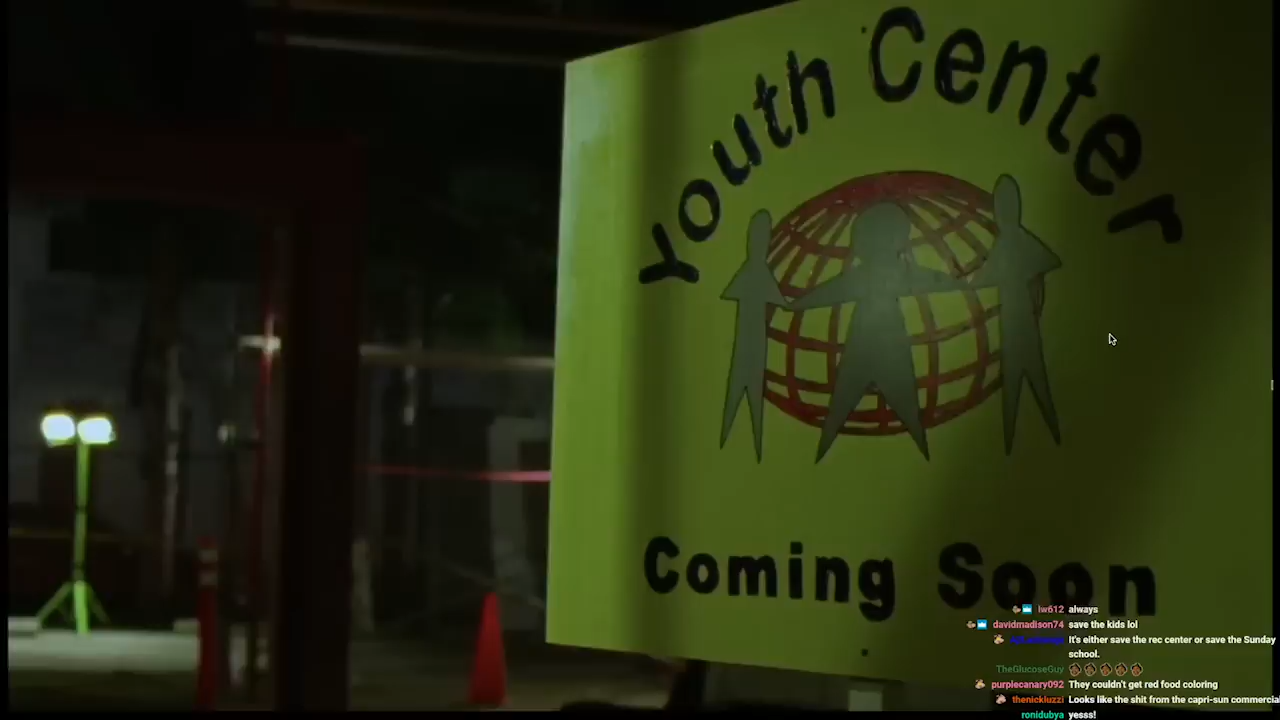 Youth Center
Coming Soon
lw612 always
davidmadison74 save the kids lol
It's either save the rec center or save the Sunday
school.
TheGlucoseGuy
purplecanary092 They couldn't get red food coloring
thenickluzzi Looks like the shit from the capri-sun commercial
ronidubya yesss!